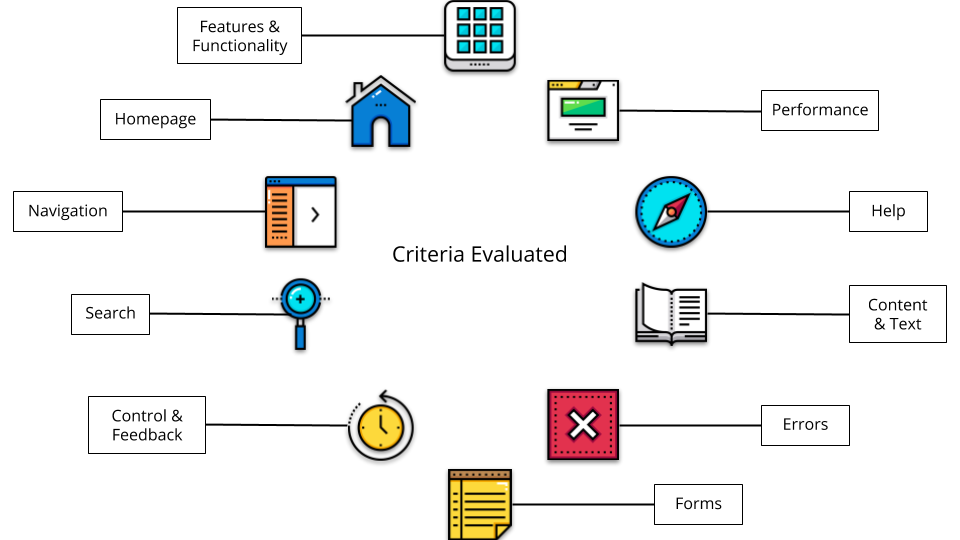 Features &
Functionality
Homepage
Performance
Navigation
Help
Criteria Evaluated
Search
Content
& Text
Control &
Feedback
Errors
Forms